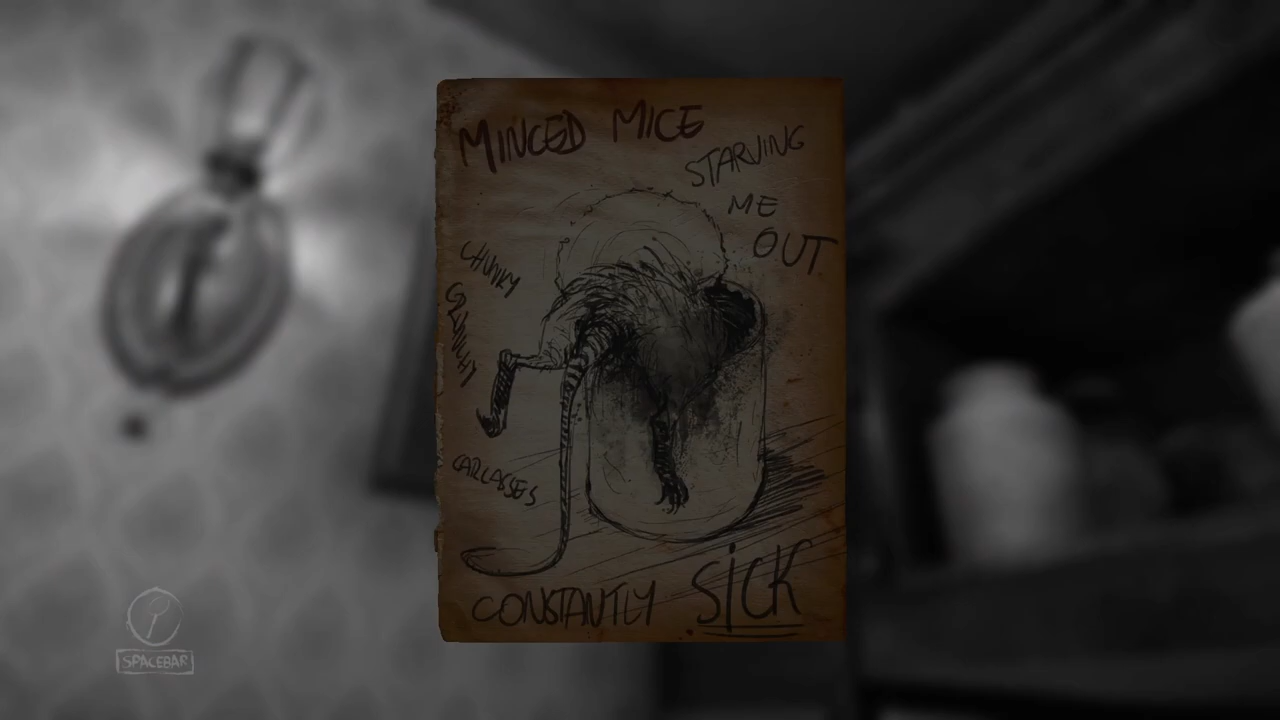 MINCED MICE
STARVING
ME
OUT
CHUNKY
CRUNCHY
CARCASSES
CONSTANTLY SICK
SPACEBAR